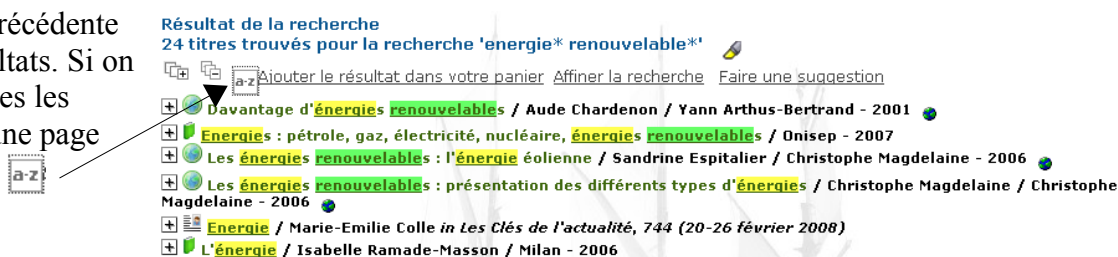 récédente
ltats. Si on
es les
ne page
a-z
Résultat de la recherche
24 titres trouvés pour la recherche 'energie* renouvelable*'
a-z Ajouter le résultat dans votre panier Affiner la recherche Faire une suggestion
Davantage d'énergies renouvelables / Aude Chardenon / Yann Arthus-Bertrand - 2001
Energies : pétrole, gaz, électricité, nucléaire, énergies renouvelables / Onisep - 2007
Les énergies renouvelables : l'énergie éolienne / Sandrine Espitalier / Christophe Magdelaine - 2006
Les énergies renouvelables : présentation des différents types d'énergies / Christophe Magdelaine / Christophe
Magdelaine - 2006
Energie / Marie-Emilie Colle in Les Clés de l'actualité, 744 (20-26 février 2008)
L'énergie / Isabelle Ramade-Masson / Milan - 2006